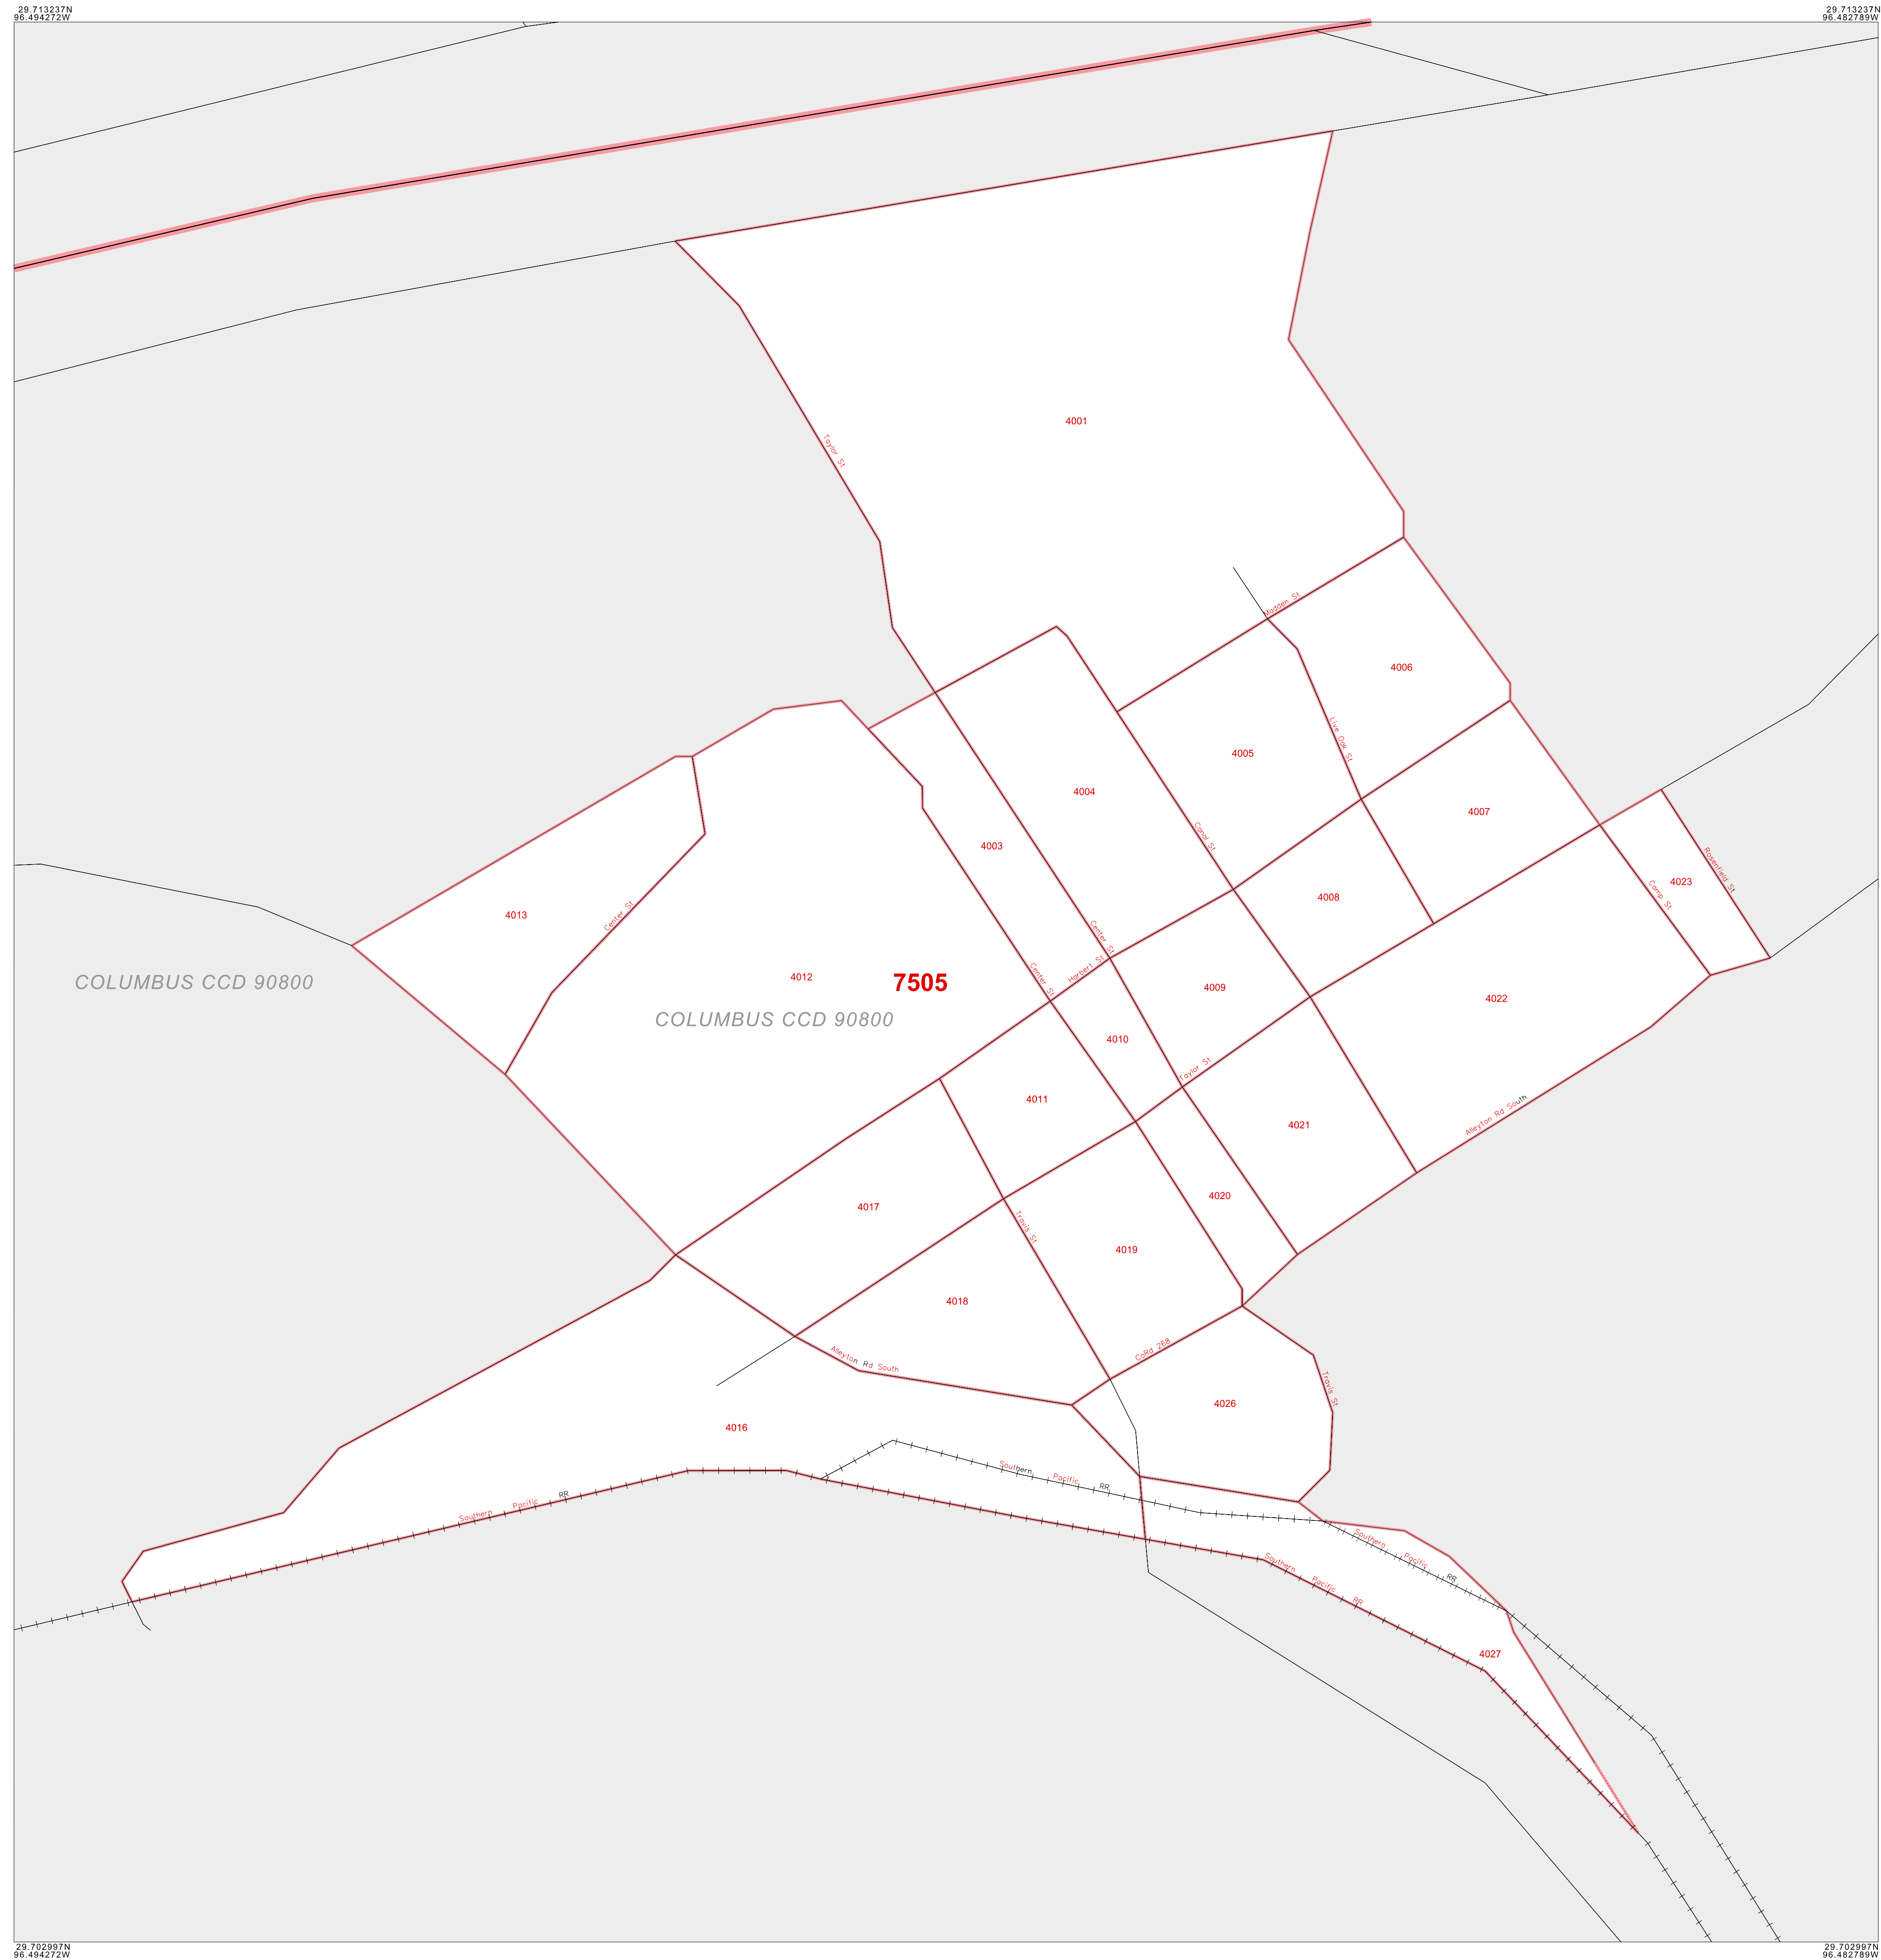 29.713237N
96.494272W
29.713237N
96.482789W
4001
Taylor St
Madden St
4006
Live Oak St
4005
4004
4007
Canal St
4003
Rosenfield St
4023
Camp St
4008
4013
Center St
Center St
Harbert St
Center St
4012
7505
COLUMBUS CCD 90800
COLUMBUS CCD 90800
4009
4022
4010
Taylor St
4011
4021
Alleyton Rd South
4020
4017
Travis St
4019
4018
CoRd 268
Alleyton Rd South
Travis St
4026
4016
Southern Pacific RR
Southern Pacific RR
Southern Pacific RR
Southern Pacific RR
4027
29.702997N
96.494272W
29.702997N
96.482789W